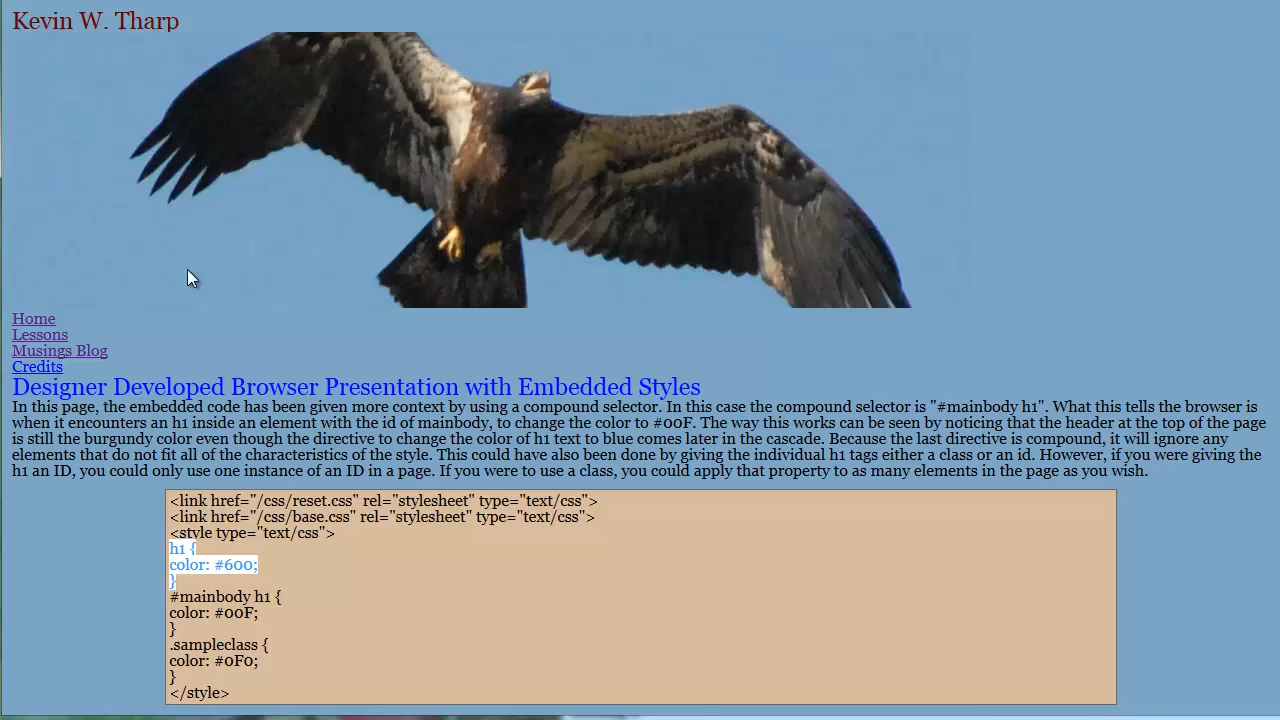 Kevin W. Tharp
Home
Lessons
Musings Blog
Credits
Designer Developed Browser Presentation with Embedded Styles
In this page, the embedded code has been given more context by using a compound selector. In this case the compound selector is "#mainbody h1". What this tells the browser is
when it encounters an h1 inside an element with the id of mainbody, to change the color to #00F. The way this works can be seen by noticing that the header at the top of the page
is still the burgundy color even though the directive to change the color of h1 text to blue comes later in the cascade. Because the last directive is compound, it will ignore any
elements that do not fit all of the characteristics of the style. This could have also been done by giving the individual h1 tags either a class or an id. However, if you were giving the
h1 an ID, you could only use one instance of an ID in a page. If you were to use a class, you could apply that property to as many elements in the page as you wish.
<link href="/css/reset.css" rel="stylesheet" type="text/css">
<link href="/css/base.css" rel="stylesheet" type="text/css">
<style type="text/css">
h1 {
color: #600;
}
#mainbody h1 {
color: #00F;
}
.sampleclass {
color: #0F0;
}
</style>